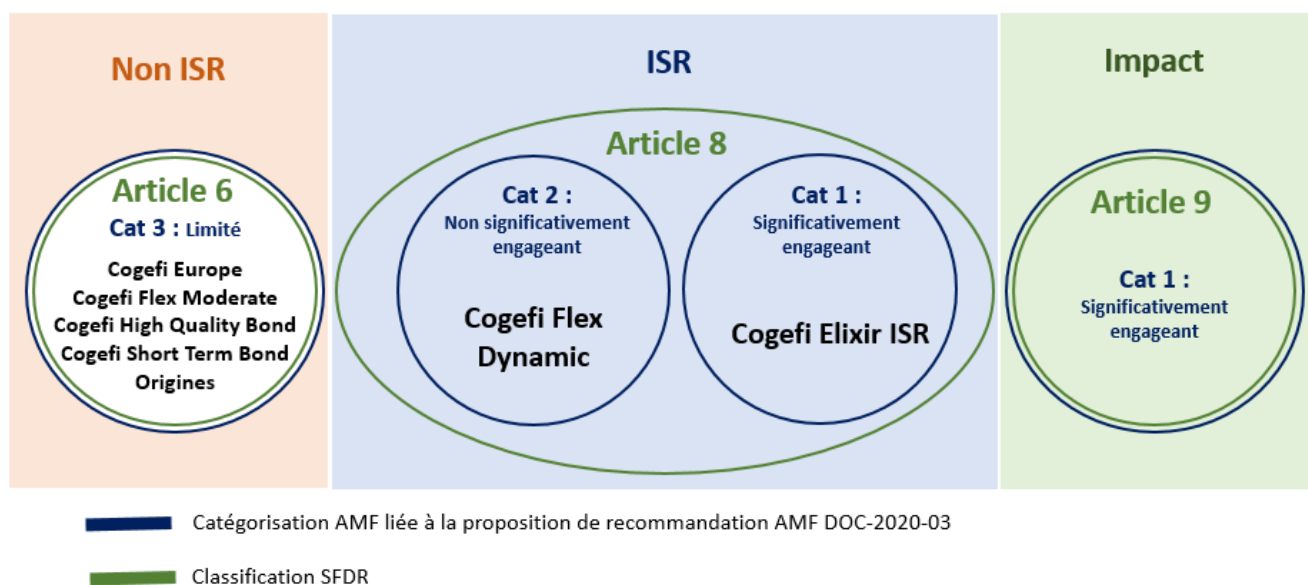 Non ISR
Article 6
Cat 3 : Limité
Cogefi Europe
Cogefi Flex Moderate
Cogefi High Quality Bond
Cogefi Short Term Bond
Origines
ISR
Article 8
Cat 2 :
Non significativement
engageant
Cogefi Flex
Dynamic
Cat 1 :
Significativement
engageant
Cogefi Elixir ISR
Impact
Article 9
Cat 1 :
Significativement
engageant
Catégorisation AMF liée à la proposition de recommandation AMF DOC-2020-03
Classification SFDR